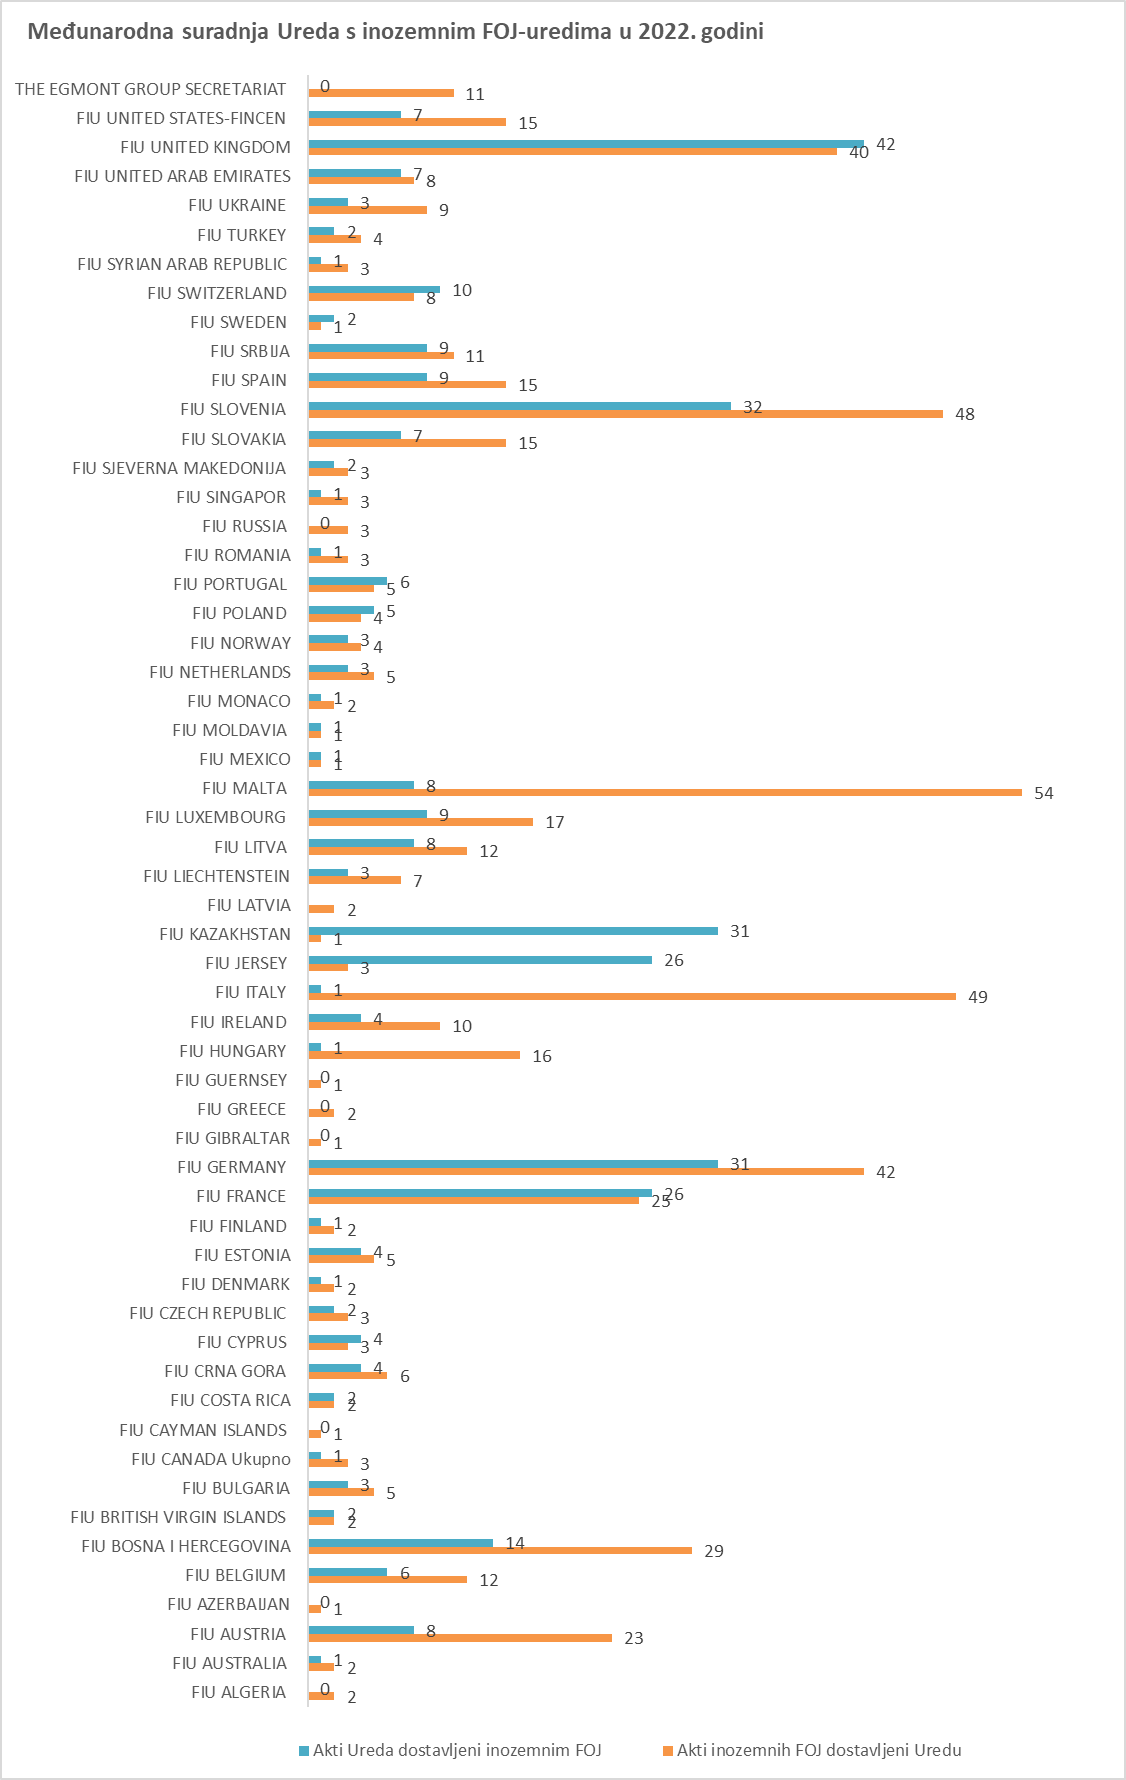 Međunarodna suradnja Ureda s inozemnim FOJ-uredima u 2022. godini
THE EGMONT GROUP SECRETARIAT 0 11
FIU UNITED STATES-FINCEN 7 15
FIU UNITED KINGDOM 42 40
FIU UNITED ARAB EMIRATES 7 8
FIU UKRAINE 3 9
FIU TURKEY 2 4
FIU SYRIAN ARAB REPUBLIC 1 3
FIU SWITZERLAND 10 8
FIU SWEDEN 2 1
FIU SRBIJA 9 11
FIU SPAIN 9 15
FIU SLOVENIA 32 48
FIU SLOVAKIA 7 15
FIU SJEVERNA MAKEDONIJA 2 3
FIU SINGAPOR 1 3
FIU RUSSIA 0 3
FIU ROMANIA 1 3
FIU PORTUGAL 6 5
FIU POLAND 5 4
FIU NORWAY 3 4
FIU NETHERLANDS 3 5
FIU MONACO 1 2
FIU MOLDAVIA 1 1
FIU MEXICO 1 1
FIU MALTA 8 54
FIU LUXEMBOURG 9 17
FIU LITVA 8 12
FIU LIECHTENSTEIN 3 7
FIU LATVIA 2
FIU KAZAKHSTAN 31 1
FIU JERSEY 26 3
FIU ITALY 1 49
FIU IRELAND 4 10
FIU HUNGARY 1 16
FIU GUERNSEY 0 1
FIU GREECE 0 2
FIU GIBRALTAR 0 1
FIU GERMANY 31 42
FIU FRANCE 26 25
FIU FINLAND 1 2
FIU ESTONIA 4 5
FIU DENMARK 1 2
FIU CZECH REPUBLIC 2 3
FIU CYPRUS 4 3
FIU CRNA GORA 4 6
FIU COSTA RICA 2 2
FIU CAYMAN ISLANDS 0 1
FIU CANADA Ukupno 1 3
FIU BULGARIA 3 5
FIU BRITISH VIRGIN ISLANDS 2 2
FIU BOSNA I HERCEGOVINA 14 29
FIU BELGIUM 6 12
FIU AZERBAIJAN 0 1
FIU AUSTRIA 8 23
FIU AUSTRALIA 1 2
FIU ALGERIA 0 2
Akti Ureda dostavljeni inozemnim FOJ Akti inozemnih FOJ dostavljeni Uredu